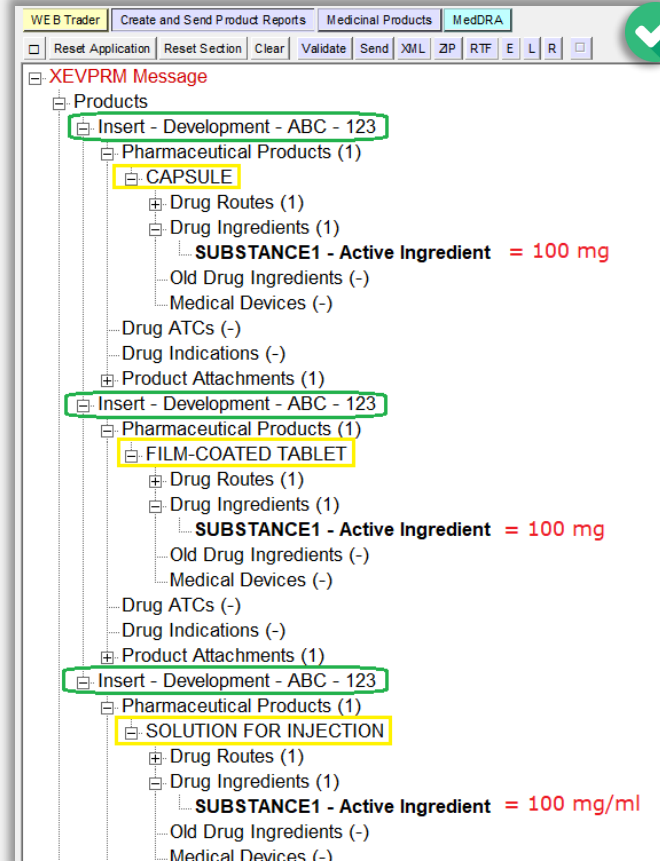 WEB Trader Create and Send Product Reports Medicinal Products MedDRA
Reset Application Reset Section Clear Validate Send XML ZIP RTF E L R
XEVPRM Message
Products
Insert - Development - ABC - 123
Pharmaceutical Products (1)
CAPSULE
Drug Routes (1)
Drug Ingredients (1)
SUBSTANCE1 - Active Ingredient = 100 mg
Old Drug Ingredients (-)
Medical Devices (-)
Drug ATCs (-)
Drug Indications (-)
Product Attachments (1)
Insert - Development - ABC - 123
Pharmaceutical Products (1)
FILM-COATED TABLET
Drug Routes (1)
Drug Ingredients (1)
SUBSTANCE1 - Active Ingredient = 100 mg
Old Drug Ingredients (-)
Medical Devices (-)
Drug ATCs (-)
Drug Indications (-)
Product Attachments (1)
Insert - Development - ABC - 123
Pharmaceutical Products (1)
SOLUTION FOR INJECTION
Drug Routes (1)
Drug Ingredients (1)
SUBSTANCE1 - Active Ingredient = 100 mg/ml
Old Drug Ingredients (-)
Medical Devices (-)